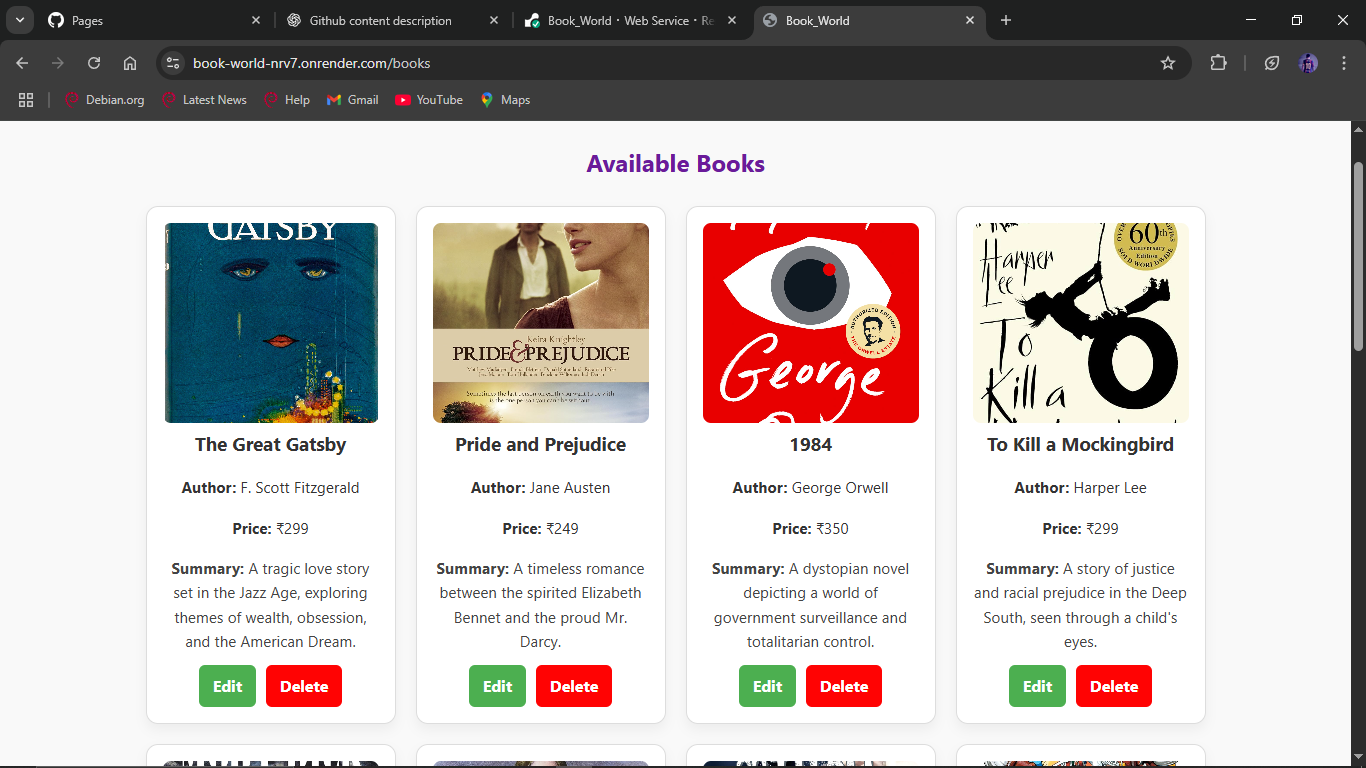 Pages
Github content description
Book_World · Web Service · Re
Book_World
book-world-nrv7.onrender.com/books
Debian.org
Latest News
Help
Gmail
YouTube
Maps
Available Books
GATSBY
The Great Gatsby
Author: F. Scott Fitzgerald
Price: ₹299
Summary: A tragic love story
set in the Jazz Age, exploring
themes of wealth, obsession,
and the American Dream.
Edit Delete
Keira Knightley
PRIDE & PREJUDICE
Pride and Prejudice
Author: Jane Austen
Price: ₹249
Summary: A timeless romance
between the spirited Elizabeth
Bennet and the proud Mr.
Darcy.
Edit Delete
AUTHORIZED EDITION
George
1984
Author: George Orwell
Price: ₹350
Summary: A dystopian novel
depicting a world of
government surveillance and
totalitarian control.
Edit Delete
60th
Anniversary
Edition
SOLD WORLDWIDE
Harper
Lee
To
Kill a
To Kill a Mockingbird
Author: Harper Lee
Price: ₹299
Summary: A story of justice
and racial prejudice in the Deep
South, seen through a child's
eyes.
Edit Delete